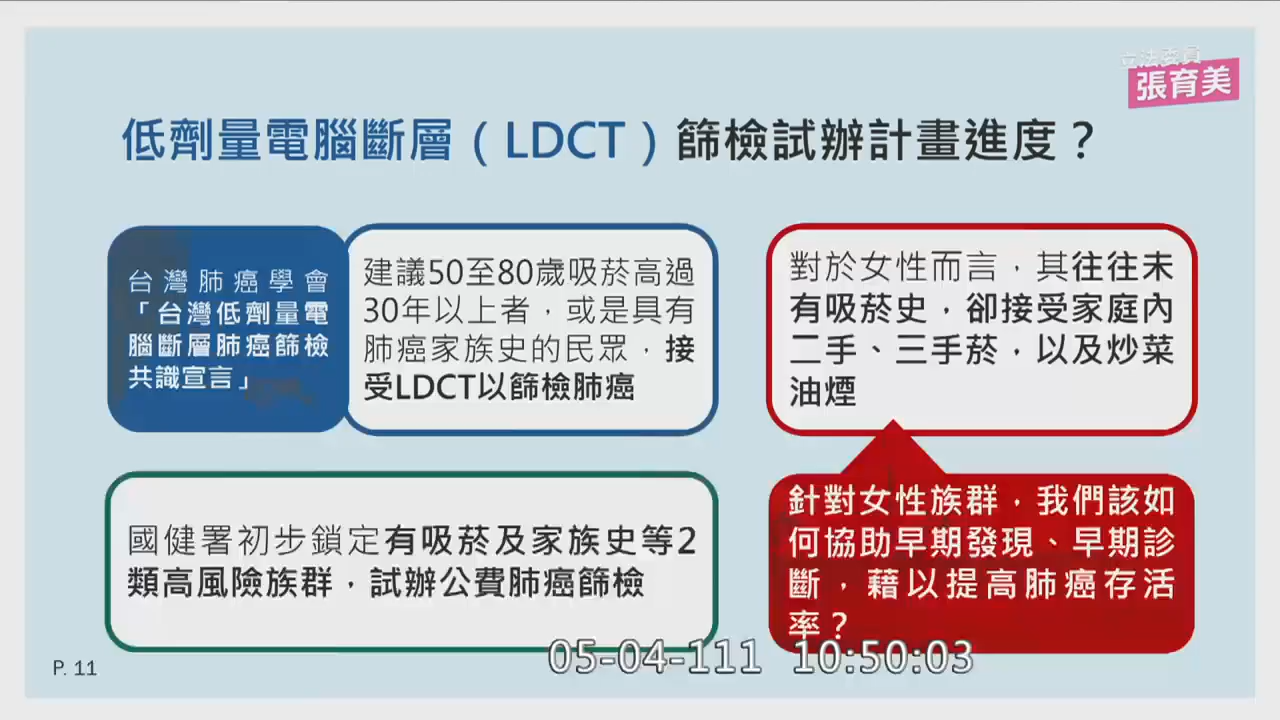 立法委員
張育美
低劑量電腦斷層（LDCT）篩檢試辦計畫進度？
台灣肺癌學會
「台灣低劑量電
腦斷層肺癌篩檢
共識宣言」
建議50至80歲吸菸高過
30年以上者，或是具有
肺癌家族史的民眾，接
受LDCT以篩檢肺癌
對於女性而言，其往往未
有吸菸史，卻接受家庭內
二手、三手菸，以及炒菜
油煙
國健署初步鎖定有吸菸及家族史等2
類高風險族群，試辦公費肺癌篩檢
針對女性族群，我們該如
何協助早期發現、早期診
斷，藉以提高肺癌存活
率？
P. 11
05-04-111 10:50:03